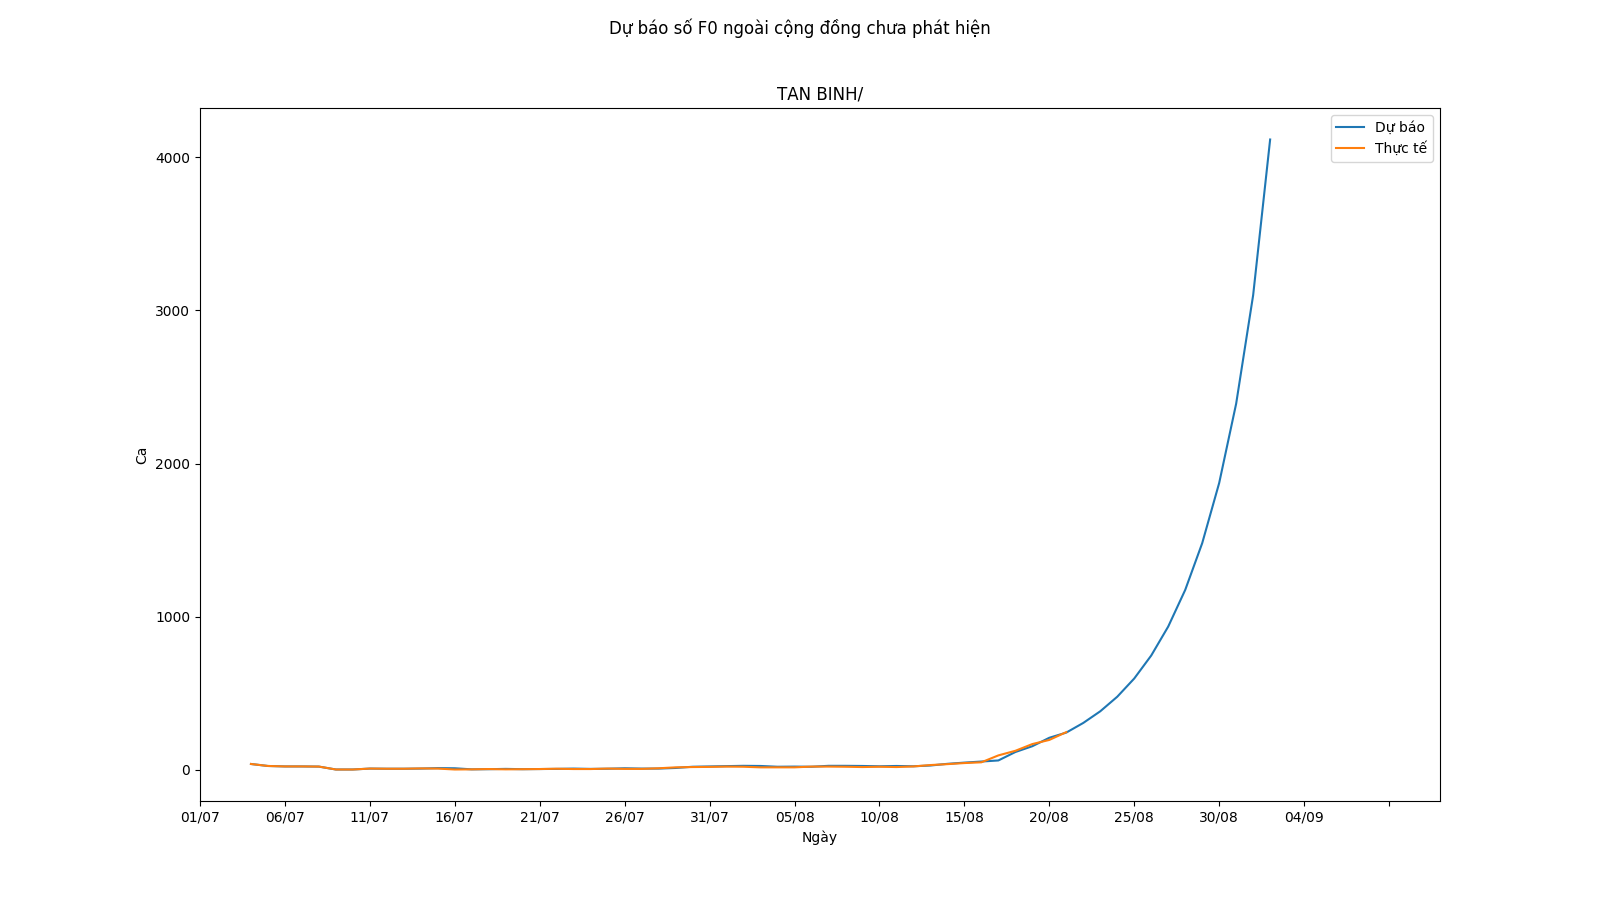 Dự báo số F0 ngoài cộng đồng chưa phát hiện
TAN BINH/
Dự báo
Thực tế
4000
3000
2000
1000
0
Ca
01/07 06/07 11/07 16/07 21/07 26/07 31/07 05/08 10/08 15/08 20/08 25/08 30/08 04/09
Ngày